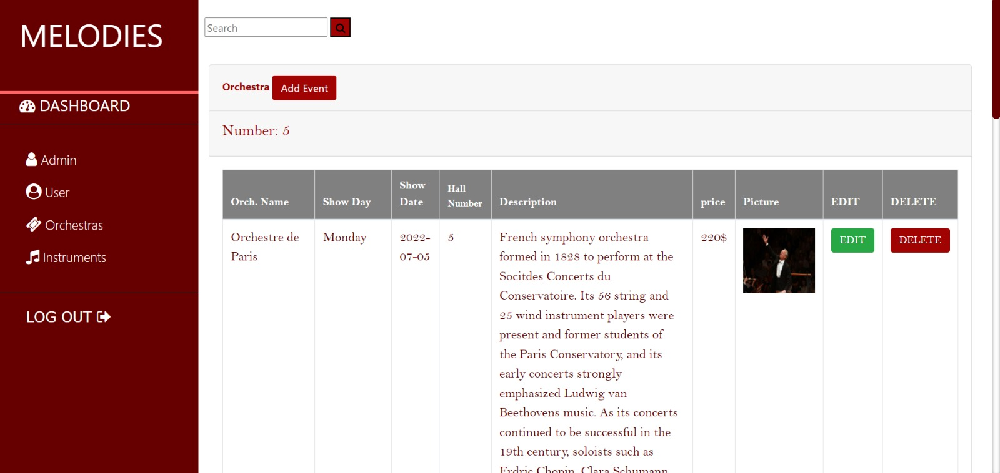 MELODIES
DASHBOARD
Admin
User
Orchestras
Instruments
LOG OUT
Search
Orchestra Add Event
Number: 5
Orch. Name Show Day Show Date Hall Number Description price Picture EDIT DELETE
Orchestre de Paris
Monday
2022-07-05
5
French symphony orchestra
formed in 1828 to perform at the
Socitdes Concerts du
Conservatoire. Its 56 string and
25 wind instrument players were
present and former students of
the Paris Conservatory, and its
early concerts strongly
emphasized Ludwig van
Beethovens music. As its concerts
continued to be successful in the
19th century, soloists such as
Erdric Chopin, Clara Schumann
220$
EDIT
DELETE